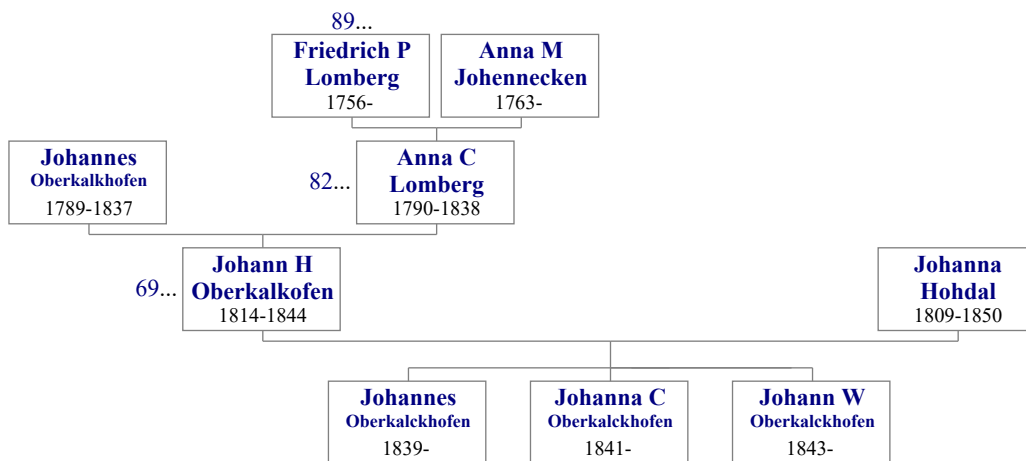 89...
Friedrich P
Lomberg
1756-
Anna M
Johennecken
1763-
Johannes
Oberkalkhofen
1789-1837
82...
Anna C
Lomberg
1790-1838
69...
Johann H
Oberkalkofen
1814-1844
Johanna
Hohdal
1809-1850
Johannes
Oberkalckhofen
1839-
Johanna C
Oberkalckhofen
1841-
Johann W
Oberkalckhofen
1843-